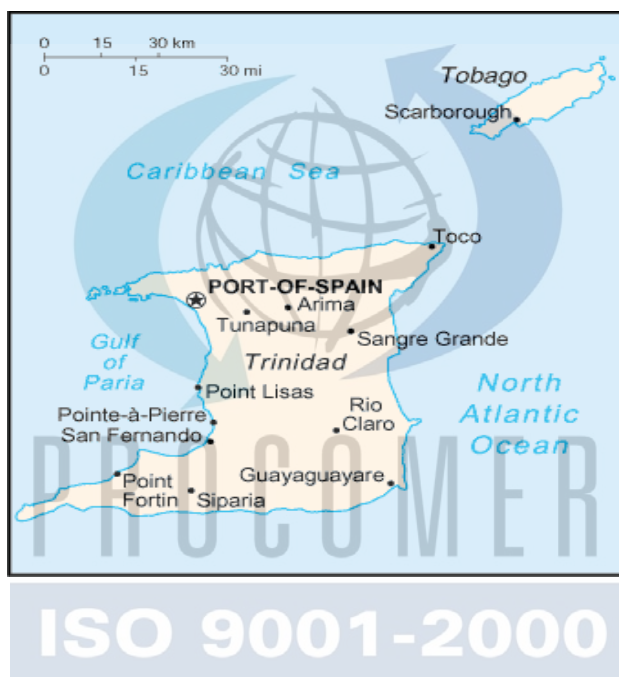 0 15 30 km
0 15 30 mi
Tobago
Scarborough
Caribbean Sea
Toco
PORT-OF-SPAIN
Arima
Tunapuna
Sangre Grande
Gulf
of
Paria
Trinidad
Point Lisas
North
Atlantic
Ocean
Pointe-à-Pierre
San Fernando
Rio
Claro
Point
Fortin
Siparia
Guayaguayare
PROCOMER
ISO 9001-2000